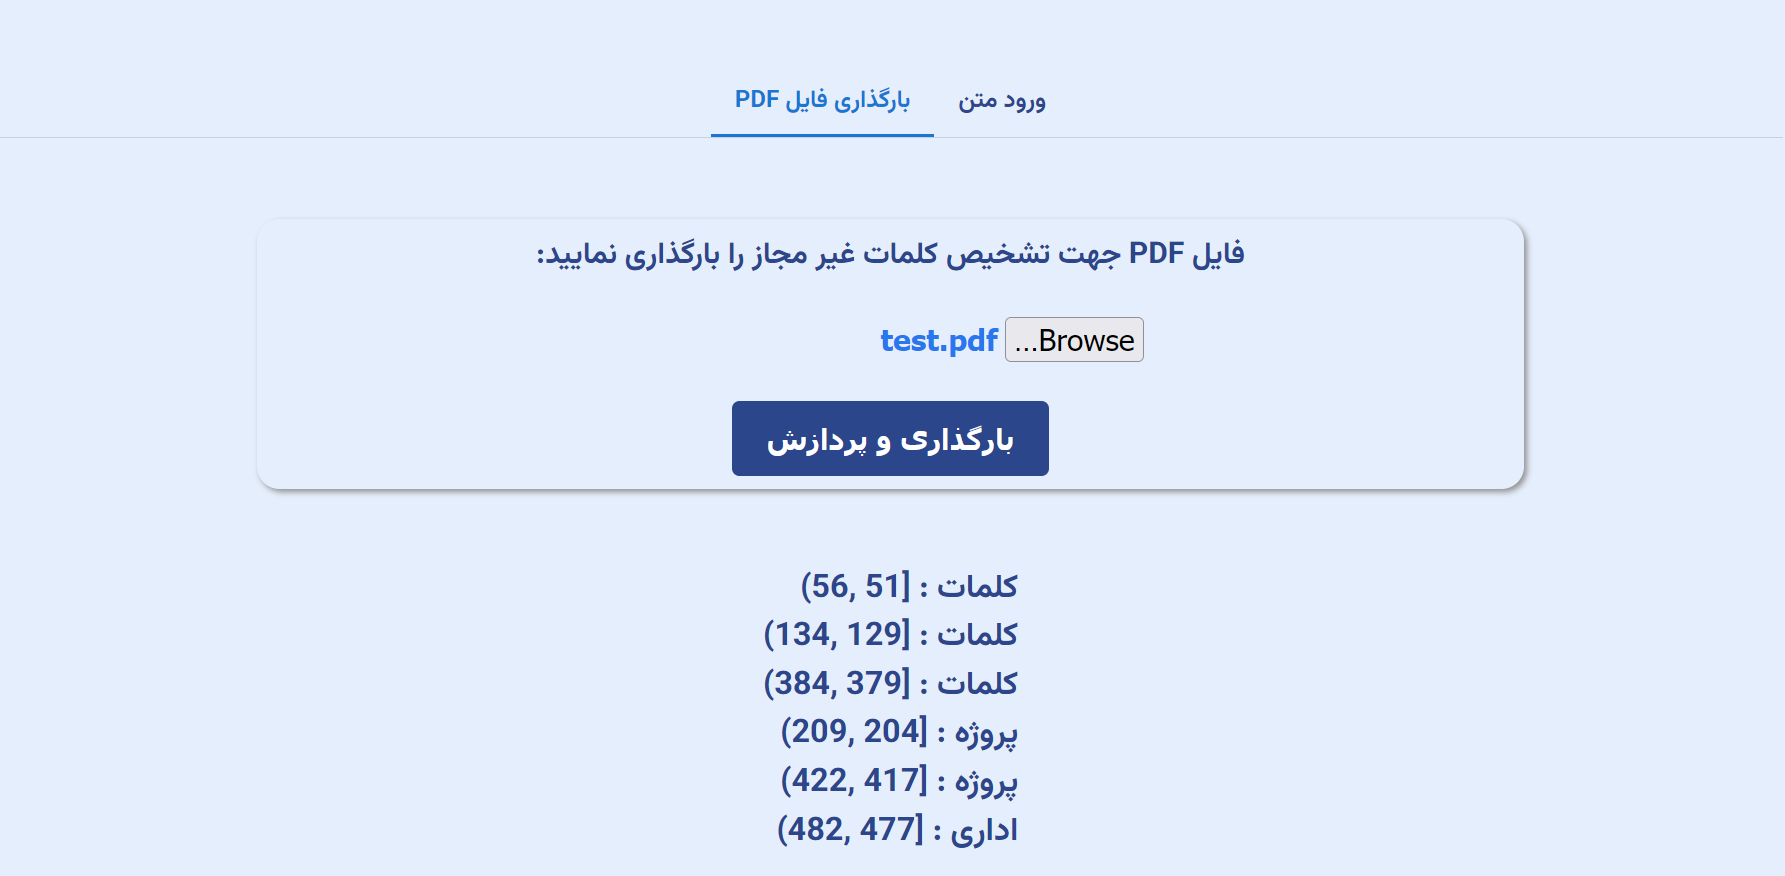 ورود متن
بارگذاری فایل PDF
فایل PDF جهت تشخیص کلمات غیر مجاز را بارگذاری نمایید:
Browse... test.pdf
بارگذاری و پردازش
کلمات : [51 ,56)
کلمات : [129 ,134)
کلمات : [379 ,384)
پروژه : [204 ,209)
پروژه : [417 ,422)
اداری : [477 ,482)